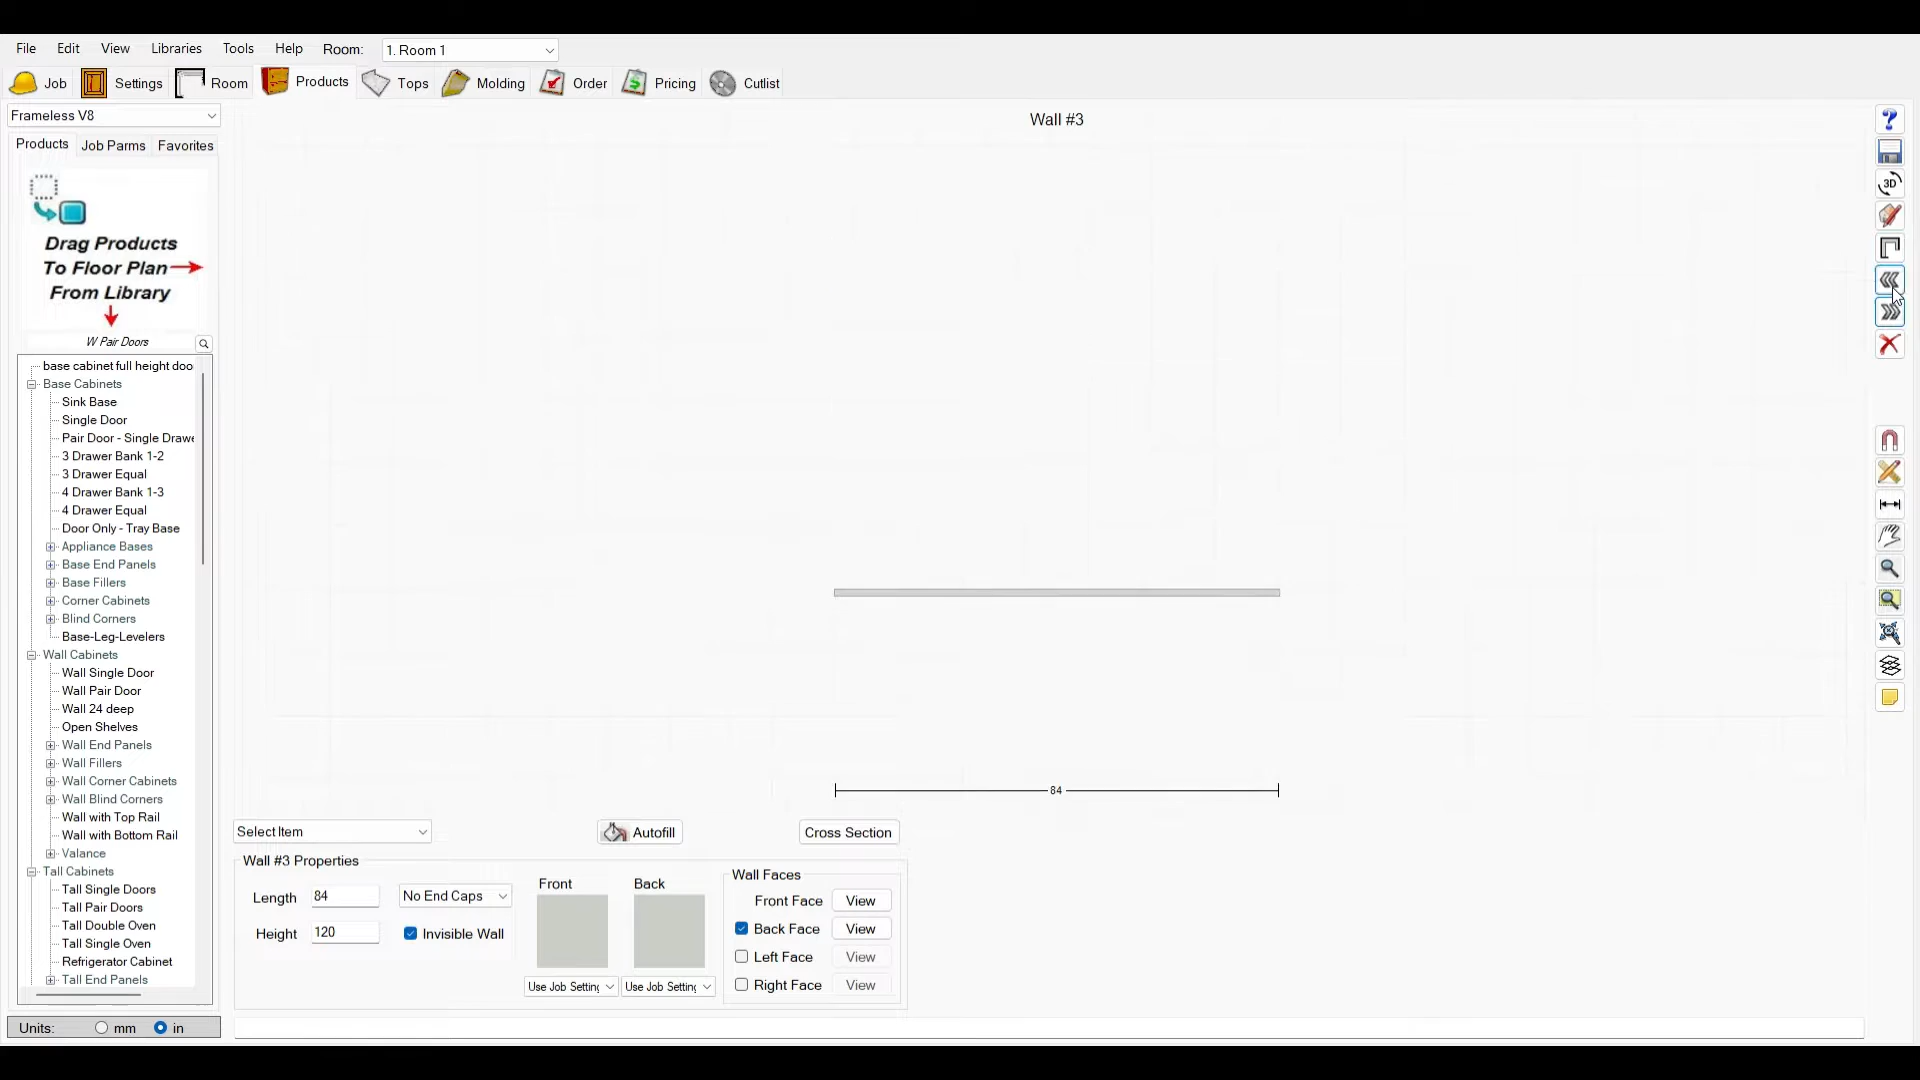 File Edit View Libraries Tools Help Room: 1. Room 1
Job Settings Room Products Tops Molding Order Pricing Cutlist
Frameless V8
Products Job Parms Favorites
Drag Products
To Floor Plan
From Library
W Pair Doors
base cabinet full height doo
Base Cabinets
Sink Base
Single Door
Pair Door - Single Drawe
3 Drawer Bank 1-2
3 Drawer Equal
4 Drawer Bank 1-3
4 Drawer Equal
Door Only - Tray Base
Appliance Bases
Base End Panels
Base Fillers
Corner Cabinets
Blind Corners
Base-Leg-Levelers
Wall Cabinets
Wall Single Door
Wall Pair Door
Wall 24 deep
Open Shelves
Wall End Panels
Wall Fillers
Wall Corner Cabinets
Wall Blind Corners
Wall with Top Rail
Wall with Bottom Rail
Valance
Tall Cabinets
Tall Single Doors
Tall Pair Doors
Tall Double Oven
Tall Single Oven
Refrigerator Cabinet
Tall End Panels
Units: mm in
Wall #3
84
Select Item Autofill Cross Section
Wall #3 Properties
Length 84 No End Caps
Height 120 Invisible Wall
Front Back
Use Job Setting Use Job Setting
Wall Faces
Front Face View
Back Face View
Left Face View
Right Face View
?
3D